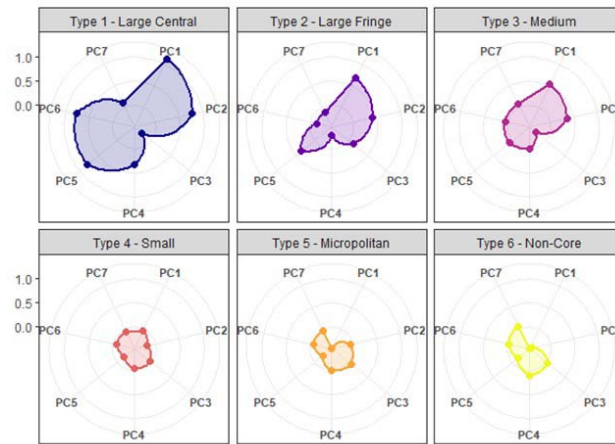 Type 1 - Large Central
Type 2 - Large Fringe
Type 3 - Medium
1.0
0.5
0.0
PC7
PC1
PC6
PC2
PC5
PC3
PC4
PC7
PC1
PC6
PC2
PC5
PC3
PC4
PC7
PC1
PC6
PC2
PC5
PC3
PC4
Type 4 - Small
Type 5 - Micropolitan
Type 6 - Non-Core
1.0
0.5
0.0
PC7
PC1
PC6
PC2
PC5
PC3
PC4
PC7
PC1
PC6
PC2
PC5
PC3
PC4
PC7
PC1
PC6
PC2
PC5
PC3
PC4